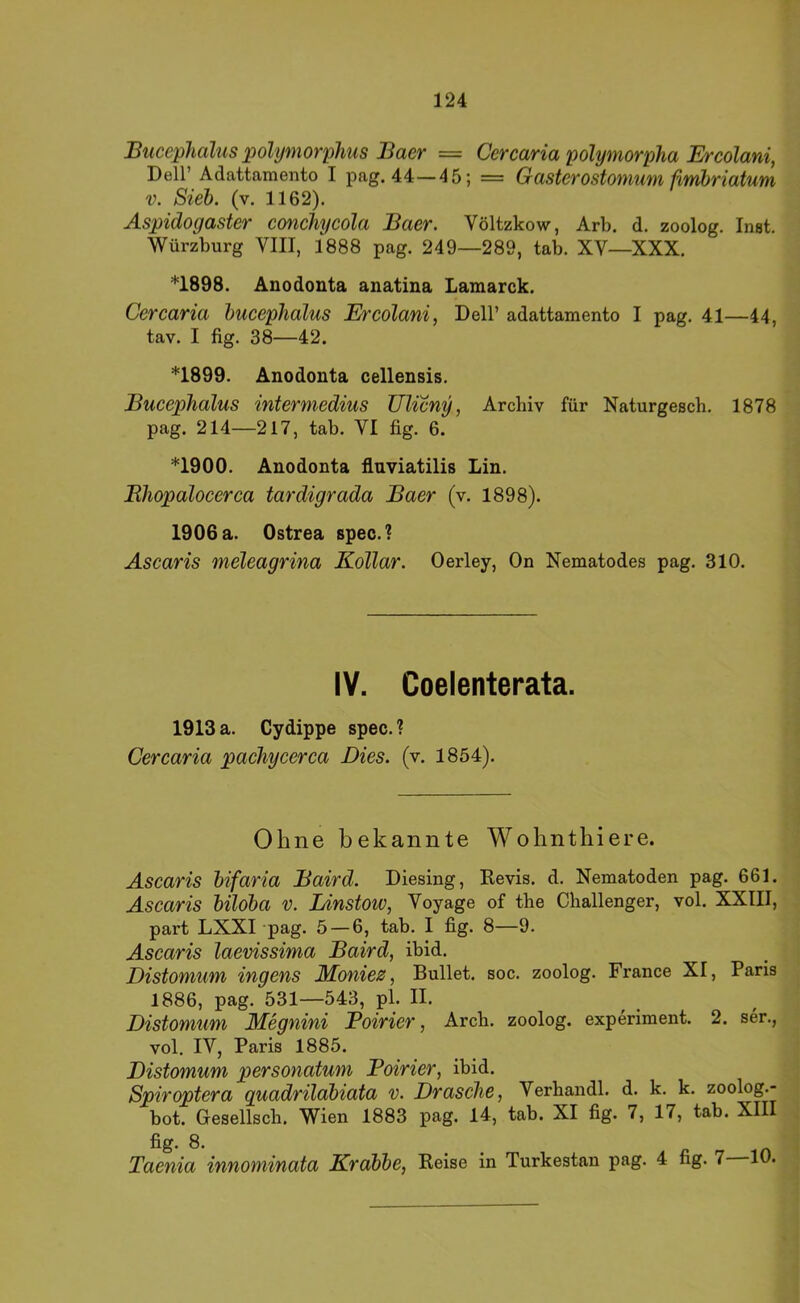 124
Bucephalus polymorphus Baer = Cercaria polymorpha Ercolani,
Dell’ Adattamento I pag. 44—45; = Gasterostomum fimbriatum
v. Sieb. (v. 1162).
Aspidogaster conchycola Baer. Völtzkow, Arb. d. zoolog. Inst.
Würzburg VIII, 1888 pag. 249—289, tab. XV—XXX.
*1898. Anodonta anatina Lamarck.
Cercaria bucephalus Ercolani, Dell’ adattamento I pag. 41—44,
tav. I fig. 38—42.
*1899. Anodonta cellensis.
Bucephalus intermedius Ulicný, Archiv für Naturgesch. 1878
pag. 214—217, tab. VI fig. 6.
*1900. Anodonta fluviatilis Lin.
Rhopalocerca tardigrada Baer (v. 1898).
1906 a. Ostrea spec.?
Ascaris meleagrina Kollar. Oerley, On Nematodes pag. 310.
IV. Coelenterata.
1913 a. Cydippe spec.?
Cercaria pachycerca Dies. (v. 1854).
Ohne bekannte Wohnthiere.
Ascaris bifaria Baird. Diesing, Revis. d. Nematoden pag. 661.
Ascaris biloba v. Linstow, Voyage of the Challenger, vol. XXIII,
part LXXI pag. 5—6, tab. I fig. 8—9.
Ascaris laevissima Baird, ibid.
Distomum ingens Moniez, Bullet. soc. zoolog. France XI, Paris
1886, pag. 531—543, pl. II.
Distomum Mégnini Poirier, Arch. zoolog. expériment. 2. sér.,
vol. IV, Paris 1885.
Distomum personatum Poirier, ibid.
Spiroptera quadrilabiata v. Drasche, Verhandl. d. k. k. zoolog.-
bot. Gesellsch. Wien 1883 pag. 14, tab. XI fig. 7, 17, tab. XIII
fig. 8.
Taenia innominata Krabbe, Reise in Turkestan pag. 4 fig. 7—10.